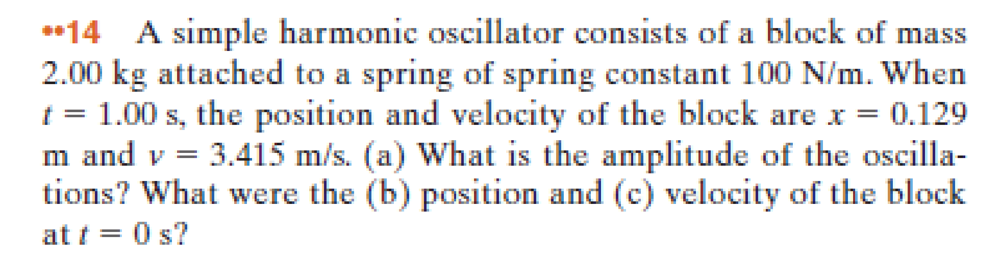 ••14 A simple harmonic oscillator consists of a block of mass
2.00 kg attached to a spring of spring constant 100 N/m. When
t = 1.00 s, the position and velocity of the block are x = 0.129
m and v = 3.415 m/s. (a) What is the amplitude of the oscilla-
tions? What were the (b) position and (c) velocity of the block
at t = 0 s?